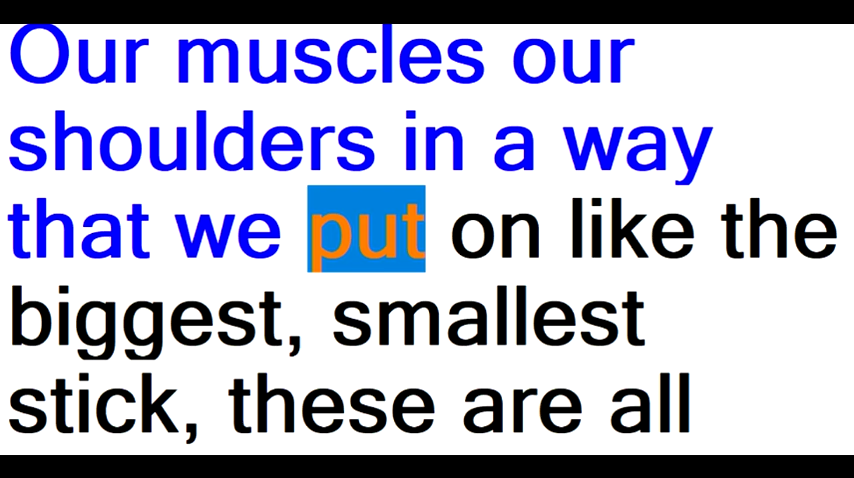 Our muscles our
shoulders in a way
that we put on like the
biggest, smallest
stick, these are all